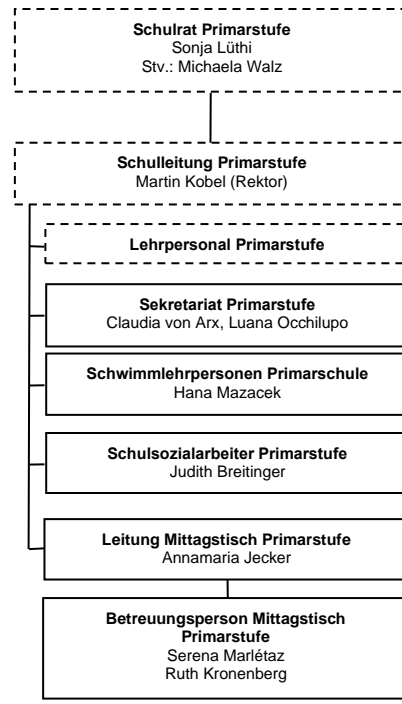 Schulrat Primarstufe
Sonja Lüthi
Stv.: Michaela Walz
Schulleitung Primarstufe
Martin Kobel (Rektor)
Lehrpersonal Primarstufe
Sekretariat Primarstufe
Claudia von Arx, Luana Occhilupo
Schwimmlehrpersonen Primarschule
Hana Mazacek
Schulsozialarbeiter Primarstufe
Judith Breitinger
Leitung Mittagstisch Primarstufe
Annamaria Jecker
Betreuungsperson Mittagstisch
Primarstufe
Serena Marlétaz
Ruth Kronenberg